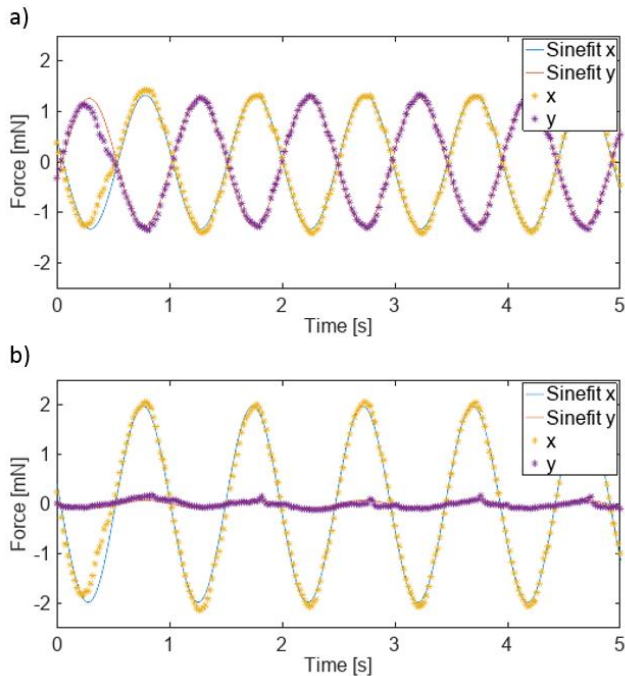 a)
2
1
0
-1
-2
Force [mN]
Sinefit x
Sinefit y
x
y
0 1 2 3 4 5
Time [s]
b)
2
1
0
-1
-2
Force [mN]
Sinefit x
Sinefit y
x
y
0 1 2 3 4 5
Time [s]